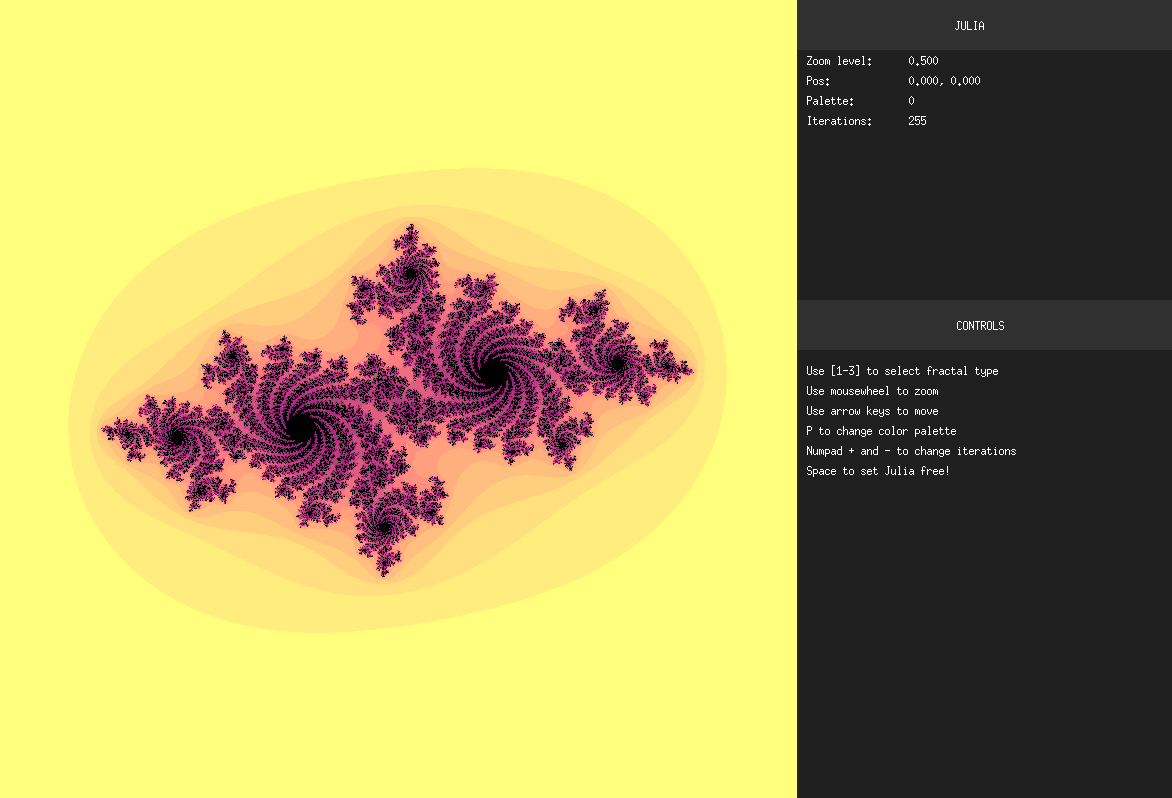 JULIA
Zoom level: 0.500
Pos: 0.000, 0.000
Palette: 0
Iterations: 255
CONTROLS
Use [1-3] to select fractal type
Use mousewheel to zoom
Use arrow keys to move
P to change color palette
Numpad + and - to change iterations
Space to set Julia free!